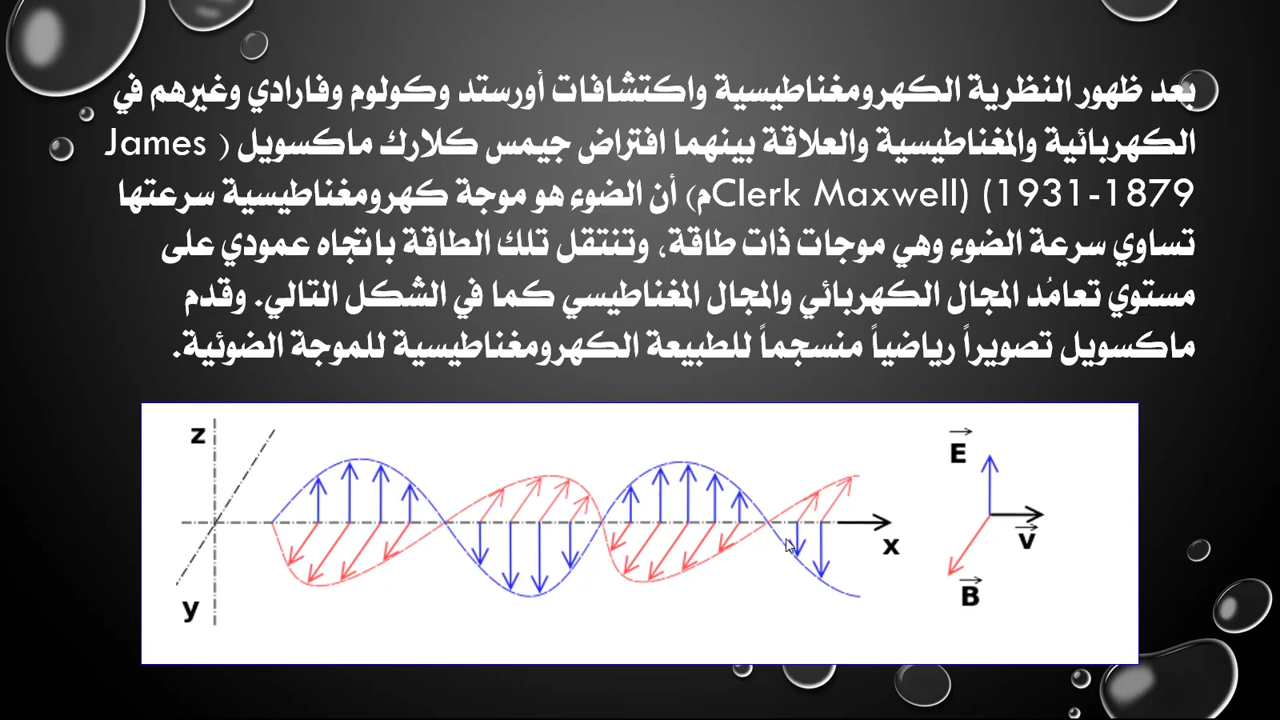 بعد ظهور النظرية الكهرومغناطيسية واكتشافات أورستد وكولوم وفارادي وغيرهم في
الكهربائية والمغناطيسية والعلاقة بينهما افتراض جيمس كلارك ماكسويل ( James
Clerk Maxwell) (1931-1879م) أن الضوء هو موجة كهرومغناطيسية سرعتها
تساوي سرعة الضوء وهي موجات ذات طاقة، وتنتقل تلك الطاقة باتجاه عمودي على
مستوي تعامُد المجال الكهربائي والمجال المغناطيسي كما في الشكل التالي. وقدم
ماكسويل تصويراً رياضياً منسجماً للطبيعة الكهرومغناطيسية للموجة الضوئية.
z
y
x
E
v
B